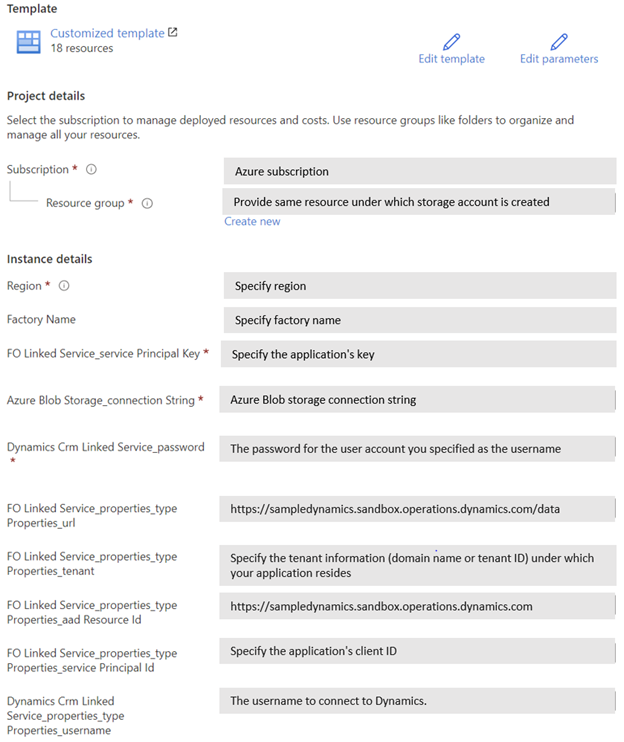 Template
Customized template
18 resources
Edit template
Edit parameters
Project details
Select the subscription to manage deployed resources and costs. Use resource groups like folders to organize and
manage all your resources.
Subscription *
Azure subscription
Resource group *
Provide same resource under which storage account is created
Create new
Instance details
Region *
Specify region
Factory Name
Specify factory name
FO Linked Service_service Principal Key *
Specify the application's key
Azure Blob Storage_connection String *
Azure Blob storage connection string
Dynamics Crm Linked Service_password
*
The password for the user account you specified as the username
FO Linked Service_properties_type
Properties_url
https://sampledynamics.sandbox.operations.dynamics.com/data
FO Linked Service_properties_type
Properties_tenant
Specify the tenant information (domain name or tenant ID) under which
your application resides
FO Linked Service_properties_type
Properties_aad Resource Id
https://sampledynamics.sandbox.operations.dynamics.com
FO Linked Service_properties_type
Properties_service Principal Id
Specify the application's client ID
Dynamics Crm Linked
Service_properties_type
Properties_username
The username to connect to Dynamics.